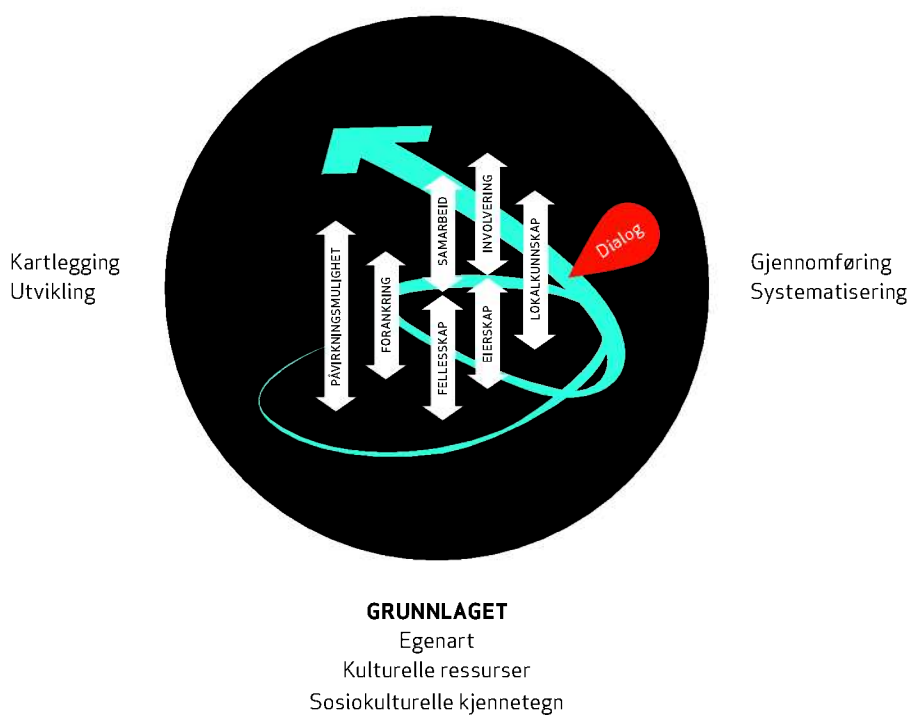 Kartlegging
Utvikling
PÅVIRKNINGSMULIGHET
FORANKRING
SAMARBEID
FELLESSKAP
INVOLVERING
EIERSKAP
LOKALKUNNSKAP
Dialog
Gjennomføring
Systematisering
GRUNNLAGET
Egenart
Kulturelle ressurser
Sosiokulturelle kjennetegn